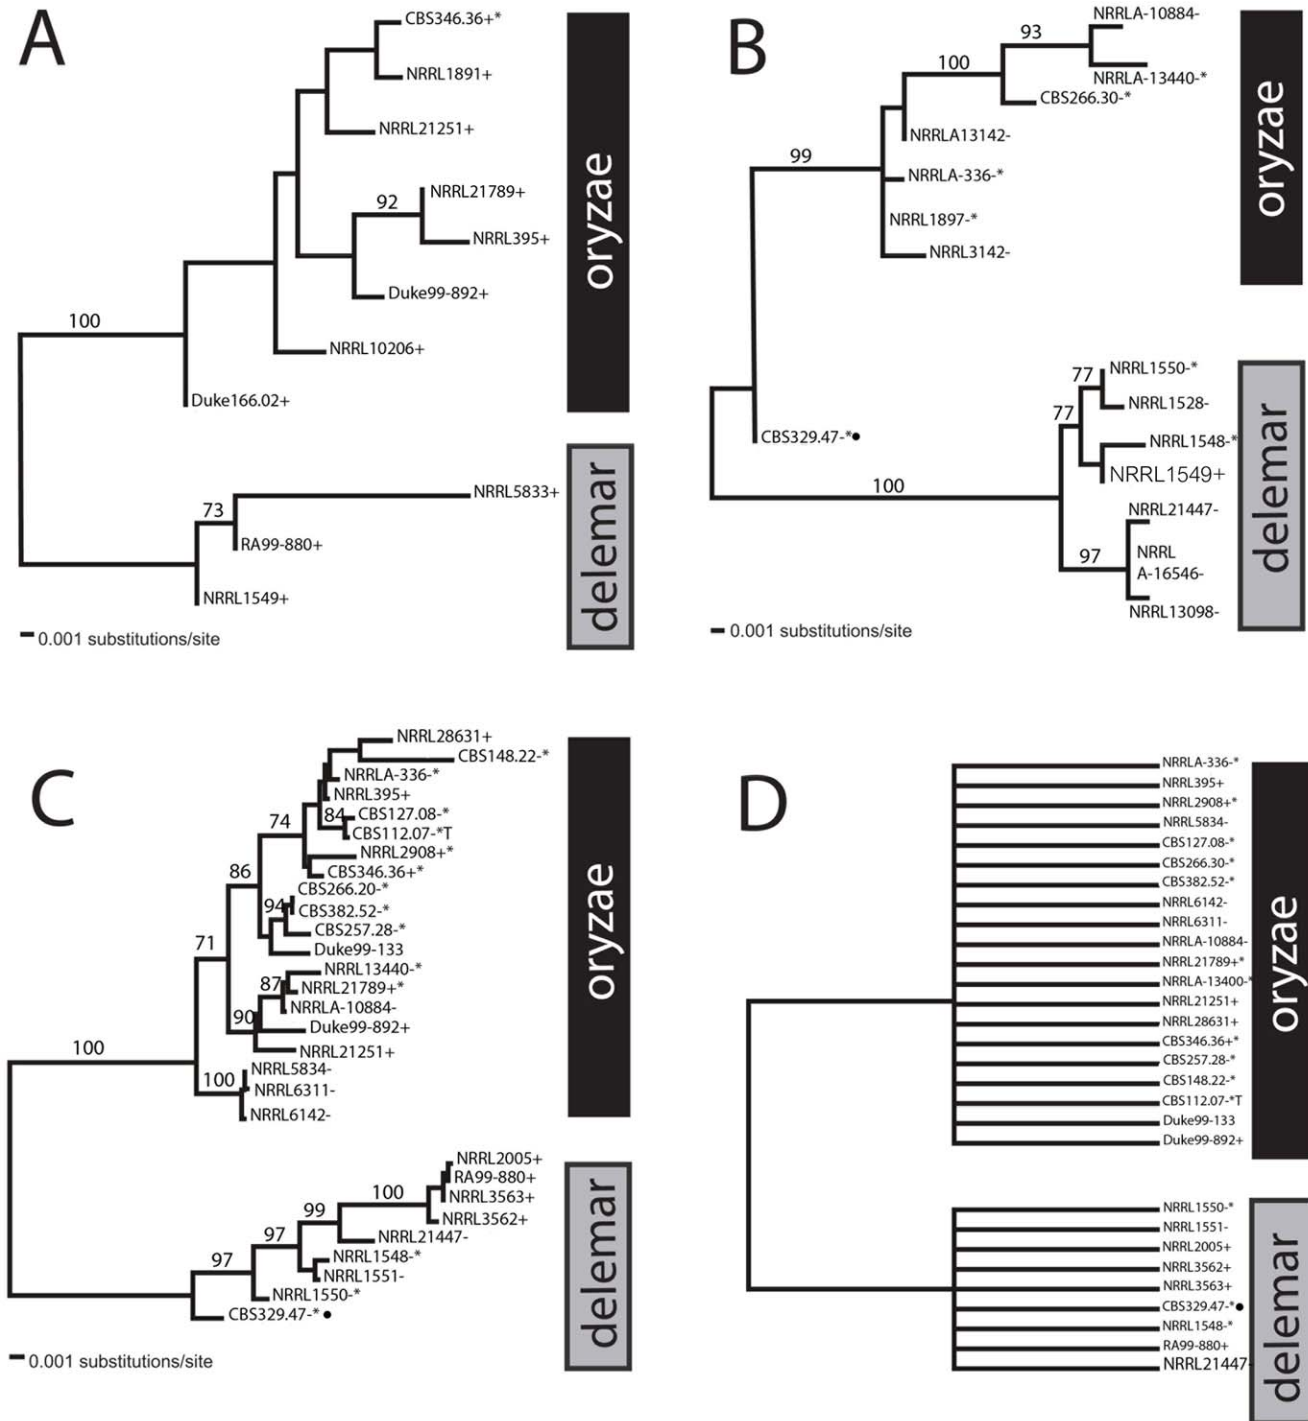 A
CBS346.36+*
NRRL1891+
NRRL21251+
NRRL21789+
92
NRRL395+
Duke99-892+
100
NRRL10206+
Duke166.02+
oryzae
NRRL5833+
73
RA99-880+
NRRL1549+
delemar
0.001 substitutions/site
B
NRRLA-10884-
93
NRRLA-13440-*
100
CBS266.30-*
NRRLA13142-
99
NRRLA-336-*
NRRL1897-*
NRRL3142-
oryzae
CBS329.47-*●
NRRL1550-*
77
NRRL1528-
77
NRRL1548-*
NRRL1549+
100
NRRL21447-
NRRL
A-16546-
97
NRRL13098-
delemar
0.001 substitutions/site
C
NRRL28631+
CBS148.22-*
NRRLA-336-*
NRRL395+
84
CBS127.08-*
74
CBS112.07-*T
NRRL2908+*
CBS346.36+*
86
CBS266.20-*
94
CBS382.52-*
CBS257.28-*
Duke99-133
71
NRRL13440-*
87
NRRL21789+*
NRRLA-10884-
90
Duke99-892+
NRRL21251+
100
NRRL5834-
100
NRRL6311-
NRRL6142-
oryzae
NRRL2005+
RA99-880+
100
NRRL3563+
NRRL3562+
99
NRRL21447-
97
NRRL1548-*
NRRL1551-
97
NRRL1550-*
CBS329.47-*●
delemar
0.001 substitutions/site
D
NRRLA-336-*
NRRL395+
NRRL2908+*
NRRL5834-
CBS127.08-*
CBS266.30-*
CBS382.52-*
NRRL6142-
NRRL6311-
NRRLA-10884-
NRRL21789+*
NRRLA-13400-*
NRRL21251+
NRRL28631+
CBS346.36+*
CBS257.28-*
CBS148.22-*
CBS112.07-*T
Duke99-133
Duke99-892+
oryzae
NRRL1550-*
NRRL1551-
NRRL2005+
NRRL3562+
NRRL3563+
CBS329.47-*●
NRRL1548-*
RA99-880+
NRRL21447-
delemar